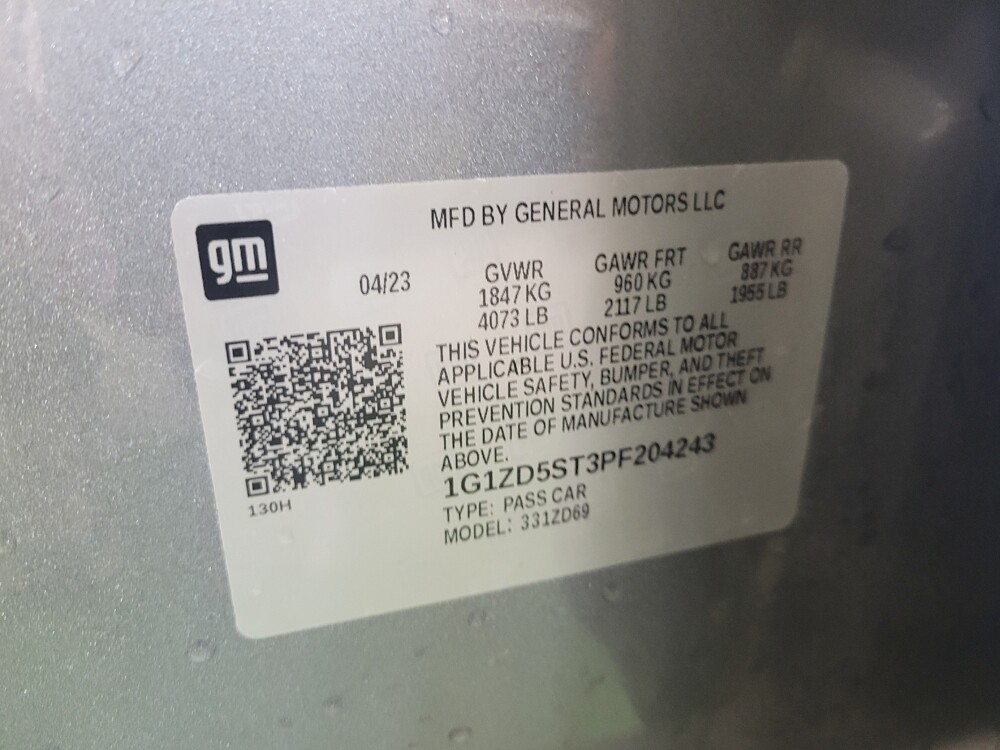 gm
MFD BY GENERAL MOTORS LLC
04/23
GVWR
1847 KG
4073 LB
GAWR FRT
960 KG
2117 LB
GAWR RR
887 KG
1955 LB
THIS VEHICLE CONFORMS TO ALL
APPLICABLE U.S. FEDERAL MOTOR
VEHICLE SAFETY, BUMPER, AND THEFT
PREVENTION STANDARDS IN EFFECT ON
THE DATE OF MANUFACTURE SHOWN
ABOVE.
1G1ZD5ST3PF204243
TYPE: PASS CAR
MODEL: 331ZD69
130H